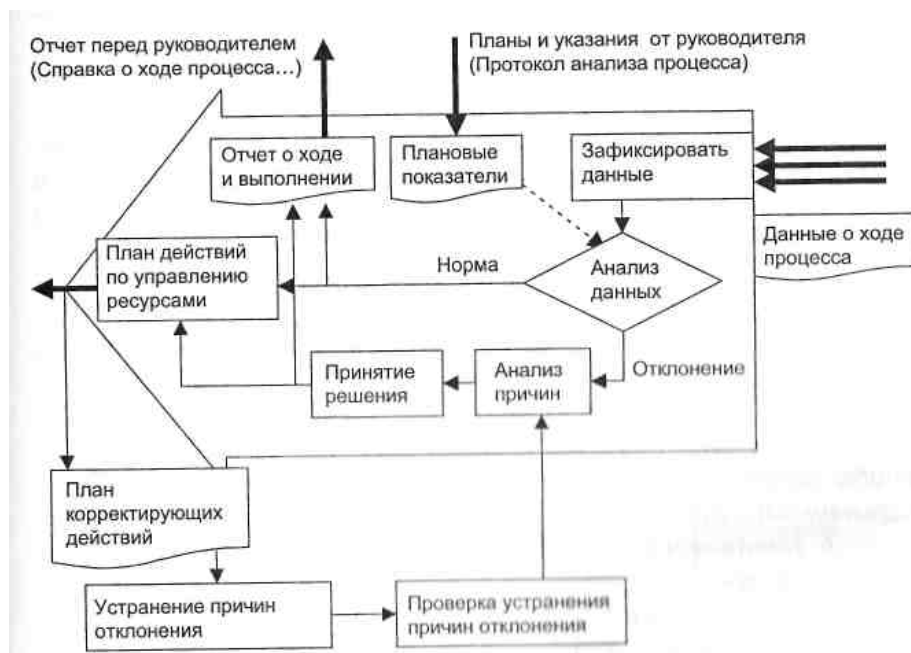 Отчет перед руководителем
(Справка о ходе процесса...)
Планы и указания от руководителя
(Протокол анализа процесса)
Отчет о ходе
и выполнении
Плановые
показатели
Зафиксировать
данные
Данные о ходе
процесса
План действий
по управлению
ресурсами
Норма
Анализ
данных
Принятие
решения
Анализ
причин
Отклонение
План
корректирующих
действий
Устранение причин
отклонения
Проверка устранения
причин отклонения